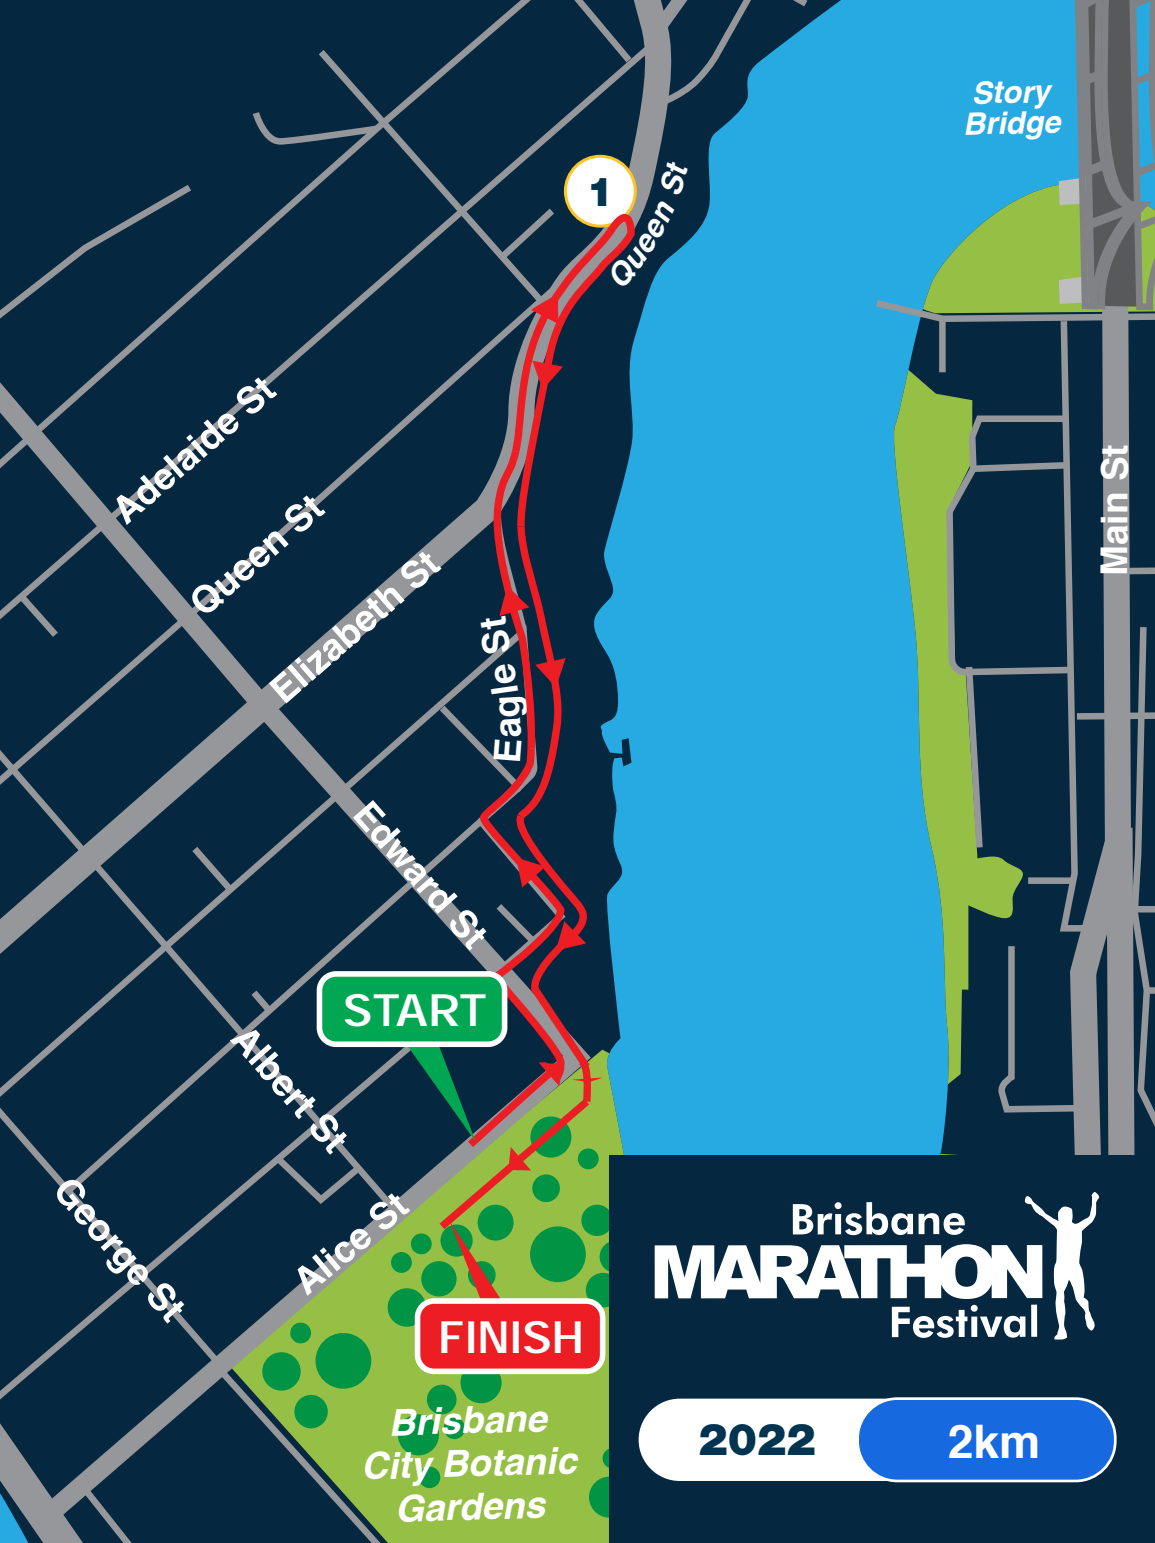 Story
Bridge
1
Queen St
Adelaide St
Queen St
Elizabeth St
Main St
Eagle St
Edward St
START
Albert St
George St
Alice St
FINISH
Brisbane
City Botanic
Gardens
Brisbane
MARATHON
Festival
2022
2km